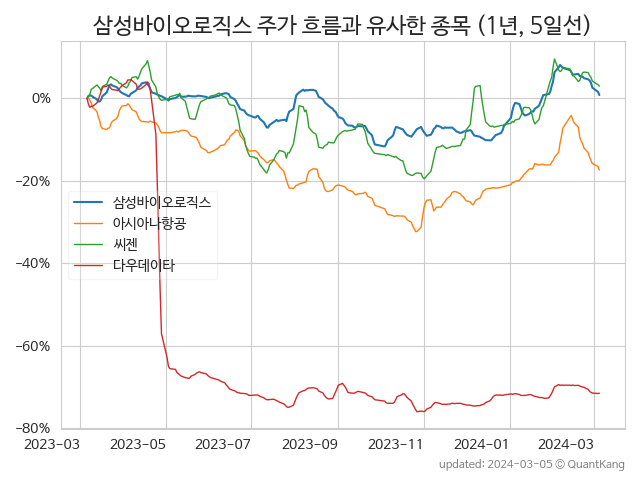 삼성바이오로직스 주가 흐름과 유사한 종목 (1년, 5일선)
0%
−20%
−40%
−60%
−80%
삼성바이오로직스
아시아나항공
씨젠
다우데이타
2023-03 2023-05 2023-07 2023-09 2023-11 2024-01 2024-03
updated: 2024-03-05 © QuantKang